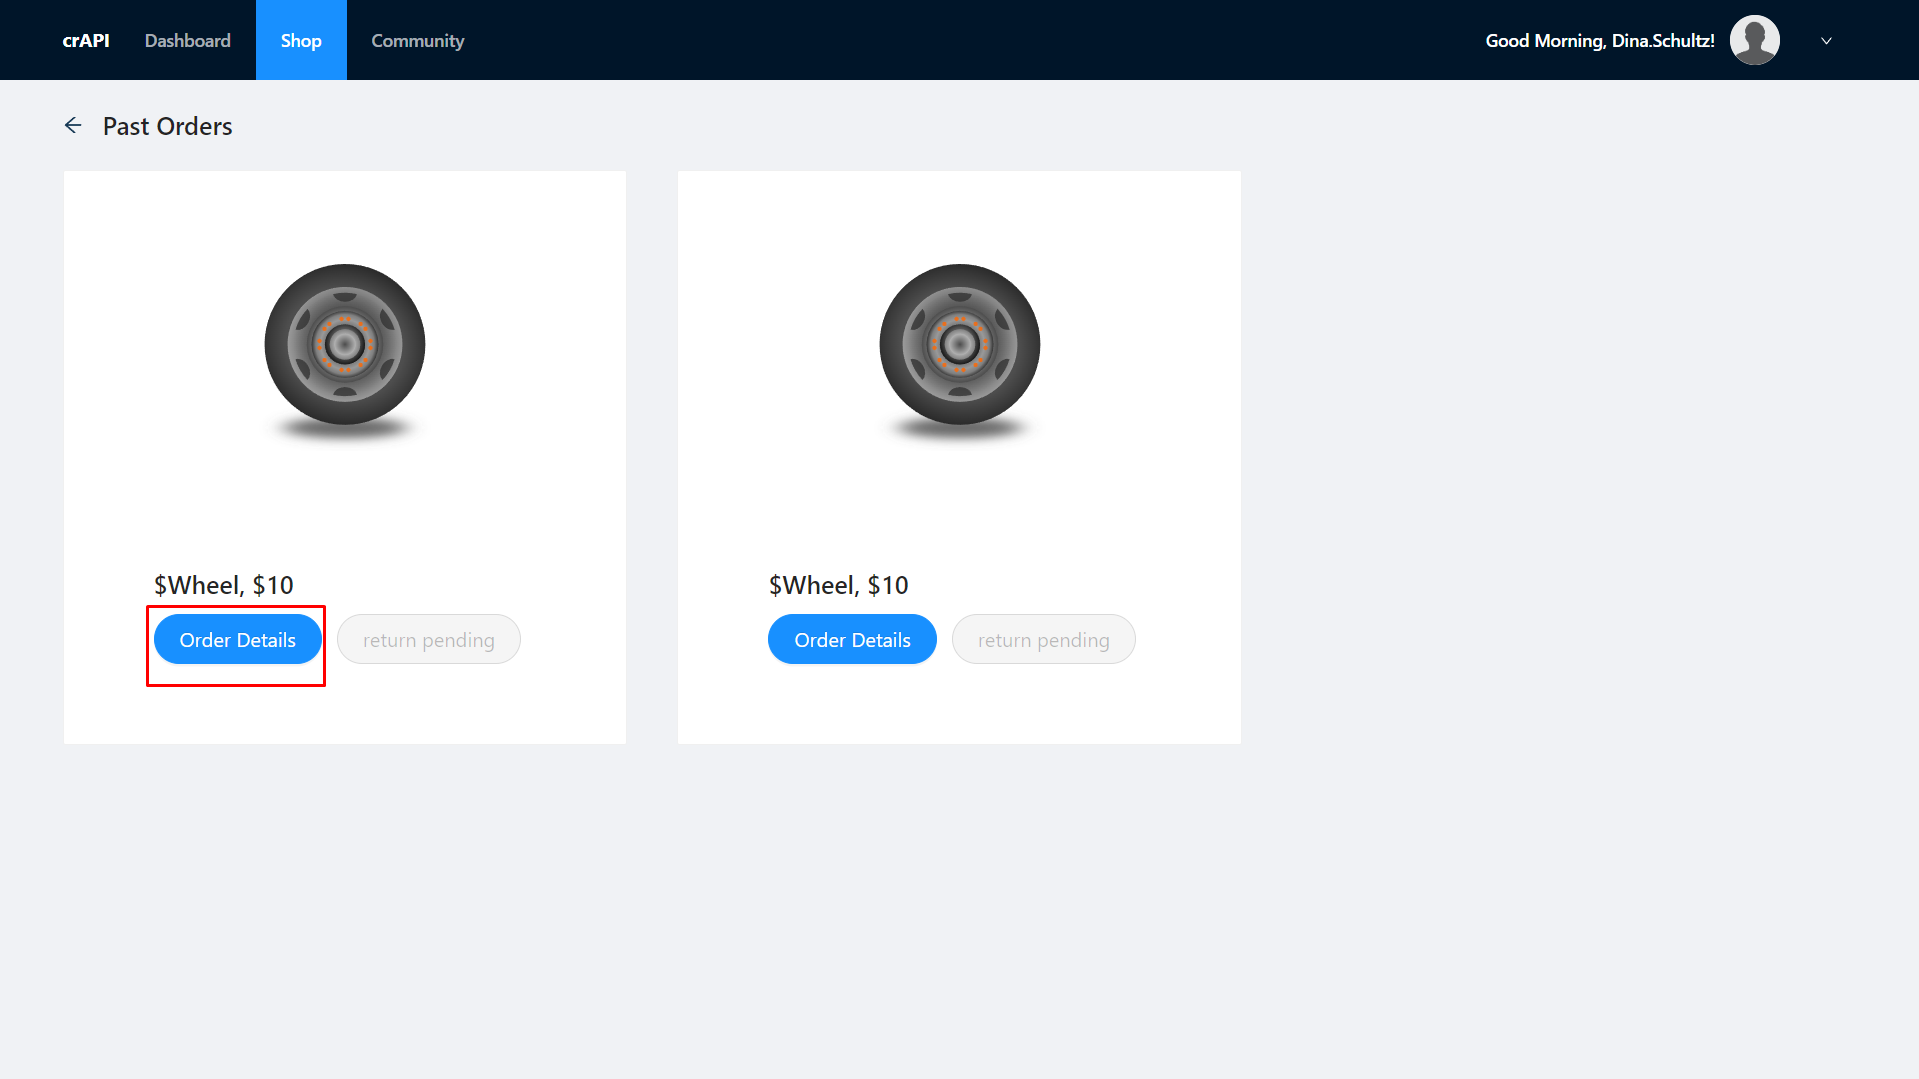 crAPI Dashboard Shop Community Good Morning, Dina.Schultz!
Past Orders
$Wheel, $10
Order Details return pending
$Wheel, $10
Order Details return pending